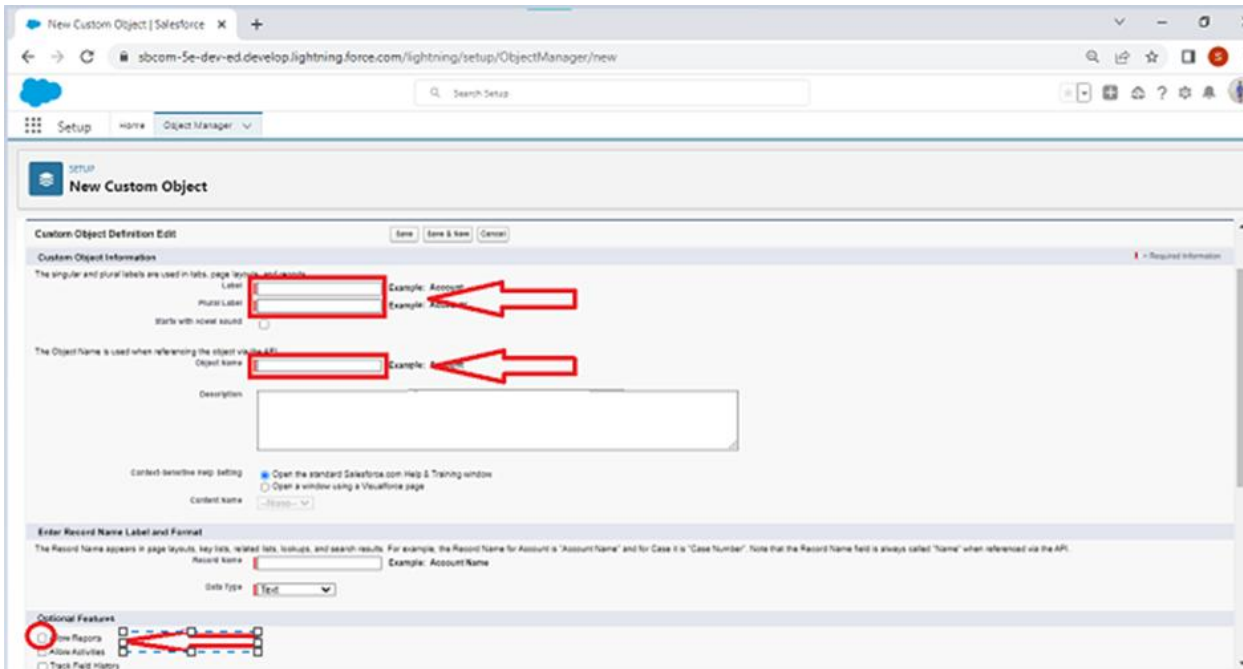 New Custom Object | Salesforce
sbcom-5e-dev-ed.develop.lightning.force.com/lightning/setup/ObjectManager/new
S
Search Setup
Setup Home Object Manager
SETUP
New Custom Object
Custom Object Definition Edit Save Save & New Cancel
Custom Object Information = Required Information
The singular and plural labels are used in tabs, page layouts, and reports.
Label Example: Account
Plural Label Example:
Starts with vowel sound
The Object Name is used when referencing the object via the API.
Object Name Example:
Description
Context-Sensitive Help Setting Open the standard Salesforce.com Help & Training window
Open a window using a Visualforce page
Content Name --None--
Enter Record Name Label and Format
The Record Name appears in page layouts, key lists, related lists, lookups, and search results. For example, the Record Name for Account is "Account Name" and for Case it is "Case Number". Note that the Record Name field is always called "Name" when referenced via the API.
Record Name Example: Account Name
Data Type Text
Optional Features
Reports
Allow Activities
Track Field History